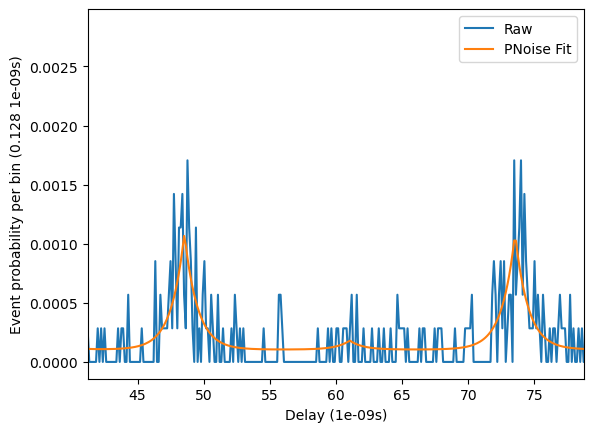 Raw
PNoise Fit
Event probability per bin (0.128 1e-09s)
0.0025
0.0020
0.0015
0.0010
0.0005
0.0000
45 50 55 60 65 70 75
Delay (1e-09s)